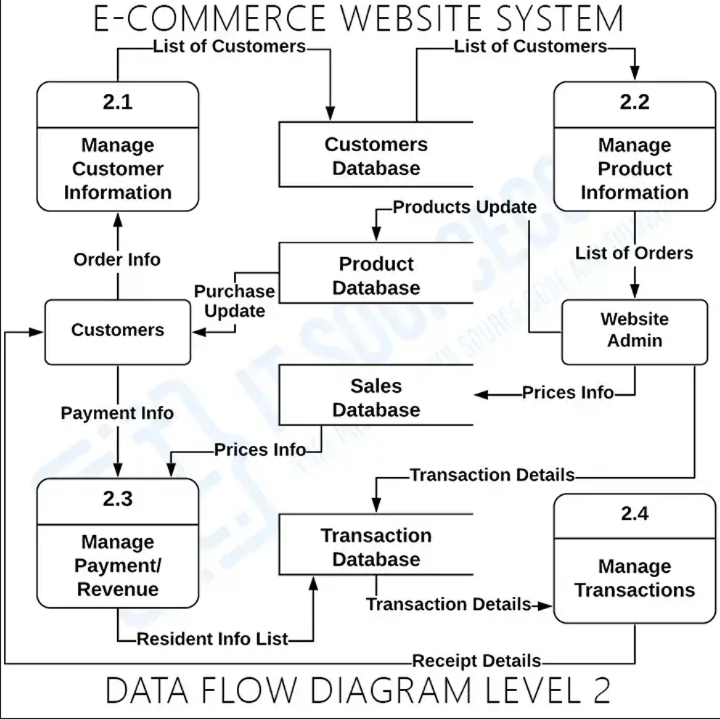 E-COMMERCE WEBSITE SYSTEM
List of Customers
List of Customers
2.1
Manage
Customer
Information
Customers
Database
2.2
Manage
Product
Information
Products Update
Order Info
Product
Database
List of Orders
Purchase
Update
Customers
Website
Admin
Sales
Database
Prices Info
Payment Info
Prices Info
Transaction Details
2.3
Manage
Payment/
Revenue
Transaction
Database
2.4
Manage
Transactions
Transaction Details
Resident Info List
Receipt Details
DATA FLOW DIAGRAM LEVEL 2
IT SOURCECODE